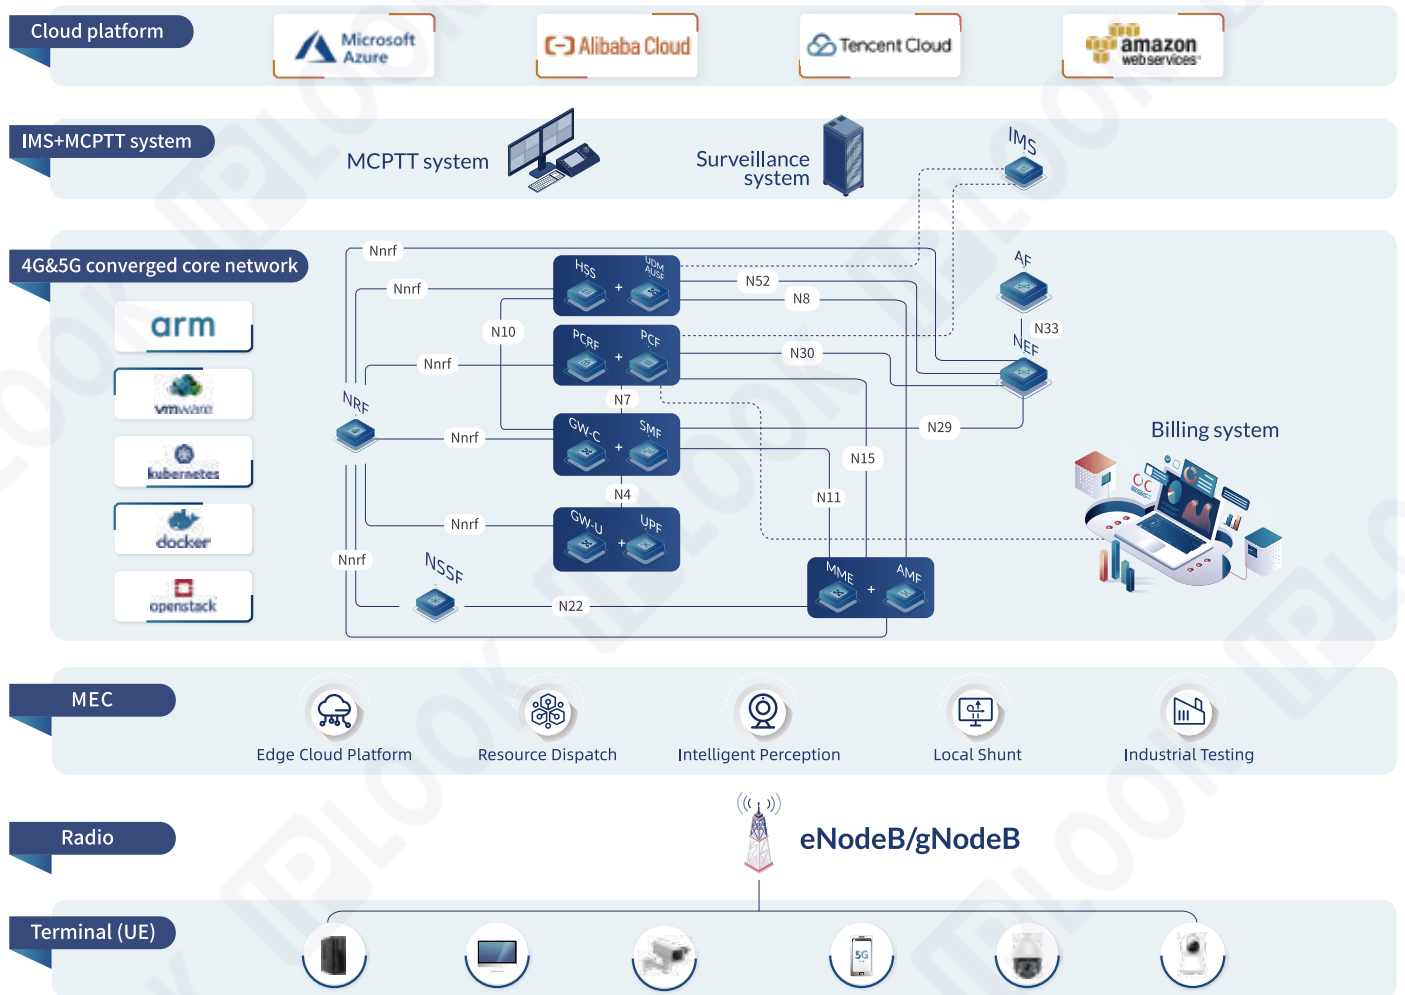 Cloud platform
Microsoft
Azure
Alibaba Cloud
Tencent Cloud
amazon
web services
IMS+MCPTT system
MCPTT system
Surveillance
system
IMS
4G&5G converged core network
arm
vmware
kubernetes
docker
openstack
Nnrf
Nnrf
HSS
+
UDM
AUSF
N52
N8
AF
N10
N33
PCRF
+
PCF
N30
NEF
Nnrf
N7
NRF
Nnrf
GW-C
+
SMF
N29
Billing system
N15
N4
N11
Nnrf
GW-U
+
UPF
Nnrf
NSSF
N22
MME
+
AMF
MEC
Edge Cloud Platform
Resource Dispatch
Intelligent Perception
Local Shunt
Industrial Testing
Radio
eNodeB/gNodeB
Terminal (UE)
5G
IPLOOK